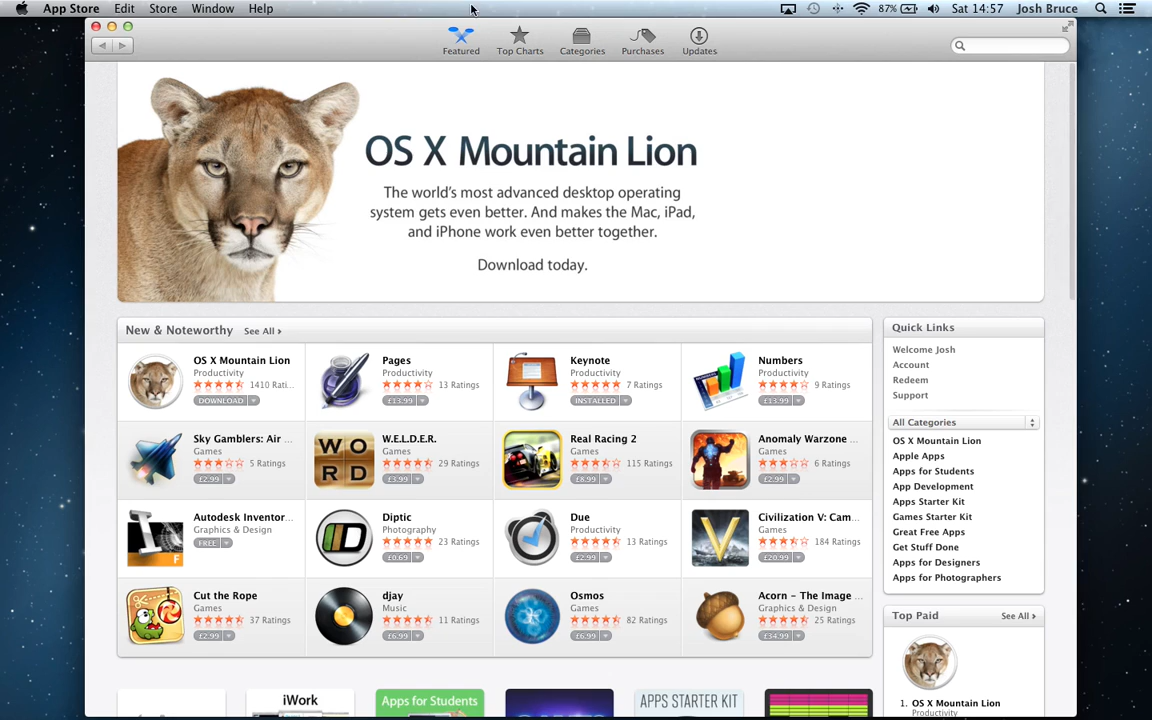 App Store Edit Store Window Help 87% Sat 14:57 Josh Bruce
Featured Top Charts Categories Purchases Updates
OS X Mountain Lion
The world's most advanced desktop operating
system gets even better. And makes the Mac, iPad,
and iPhone work even better together.
Download today.
New & Noteworthy See All ›
OS X Mountain Lion
Productivity
1410 Rati...
DOWNLOAD
Pages
Productivity
13 Ratings
£13.99
Keynote
Productivity
7 Ratings
INSTALLED
Numbers
Productivity
9 Ratings
£13.99
Sky Gamblers: Air ...
Games
5 Ratings
£2.99
W.E.L.D.E.R.
Games
29 Ratings
£3.99
WO
RD
Real Racing 2
Games
115 Ratings
£8.99
Anomaly Warzone ...
Games
6 Ratings
£2.99
I
F
Autodesk Inventor...
Graphics & Design
FREE
D
Diptic
Photography
23 Ratings
£0.69
Due
Productivity
13 Ratings
£2.99
V
Civilization V: Cam...
Games
184 Ratings
£20.99
Cut the Rope
Games
37 Ratings
£2.99
djay
Music
11 Ratings
£6.99
Osmos
Games
82 Ratings
£6.99
Acorn - The Image ...
Graphics & Design
25 Ratings
£34.99
Quick Links
Welcome Josh
Account
Redeem
Support
All Categories
OS X Mountain Lion
Apple Apps
Apps for Students
App Development
Apps Starter Kit
Games Starter Kit
Great Free Apps
Get Stuff Done
Apps for Designers
Apps for Photographers
Top Paid See All ›
1. OS X Mountain Lion
Productivity
iWork
Apps for Students
APPS STARTER KIT